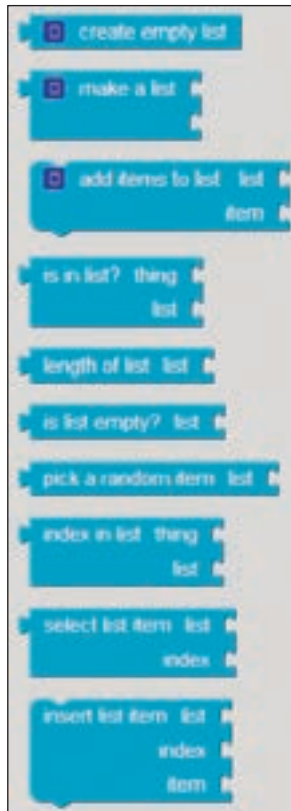 create empty list
make a list
add items to list list
item
is in list? thing
list
length of list list
is list empty? list
pick a random item list
index in list thing
list
select list item list
index
insert list item list
index
item